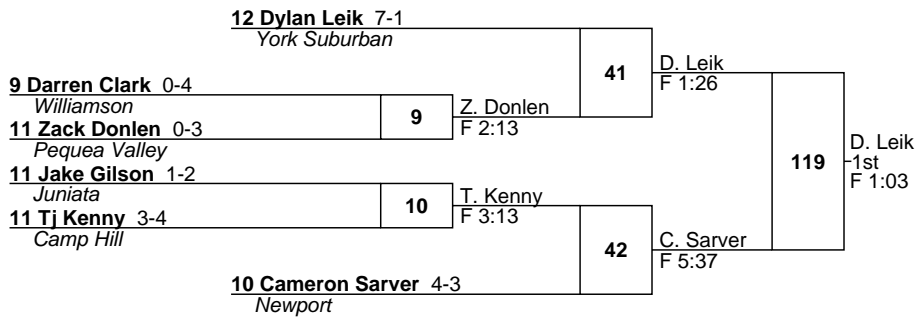 12 Dylan Leik 7-1
York Suburban
41
D. Leik
F 1:26
9 Darren Clark 0-4
Williamson
9
Z. Donlen
F 2:13
11 Zack Donlen 0-3
Pequea Valley
119
D. Leik
1st
F 1:03
11 Jake Gilson 1-2
Juniata
10
T. Kenny
F 3:13
11 Tj Kenny 3-4
Camp Hill
42
C. Sarver
F 5:37
10 Cameron Sarver 4-3
Newport